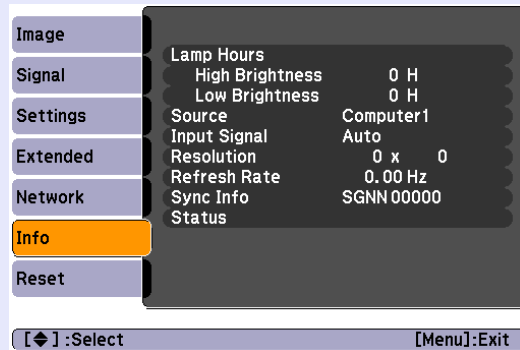 Image
Signal
Settings
Extended
Network
Info
Reset
Lamp Hours
High Brightness 0 H
Low Brightness 0 H
Source Computer1
Input Signal Auto
Resolution 0 x 0
Refresh Rate 0.00 Hz
Sync Info SGNN 00000
Status
[◆] :Select [Menu]:Exit